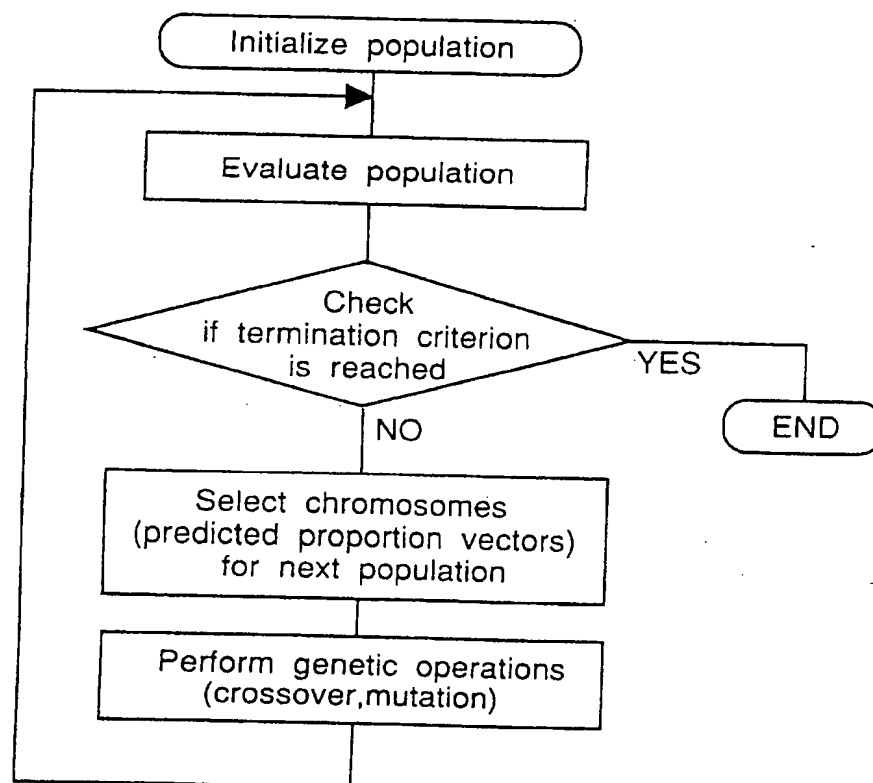 Initialize population
Evaluate population
Check
if termination criterion
is reached
YES
NO
END
Select chromosomes
(predicted proportion vectors)
for next population
Perform genetic operations
(crossover,mutation)